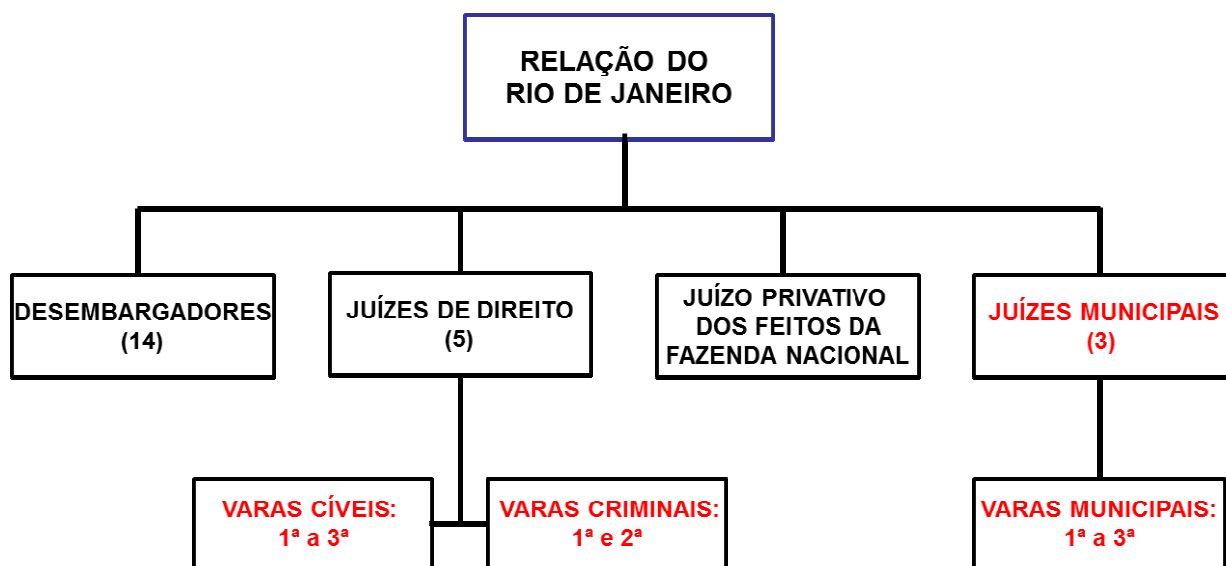 RELAÇÃO DO
RIO DE JANEIRO
DESEMBARGADORES
(14)
JUÍZES DE DIREITO
(5)
JUÍZO PRIVATIVO
DOS FEITOS DA
FAZENDA NACIONAL
JUÍZES MUNICIPAIS
(3)
VARAS CÍVEIS:
1ª a 3ª
VARAS CRIMINAIS:
1ª e 2ª
VARAS MUNICIPAIS:
1ª a 3ª